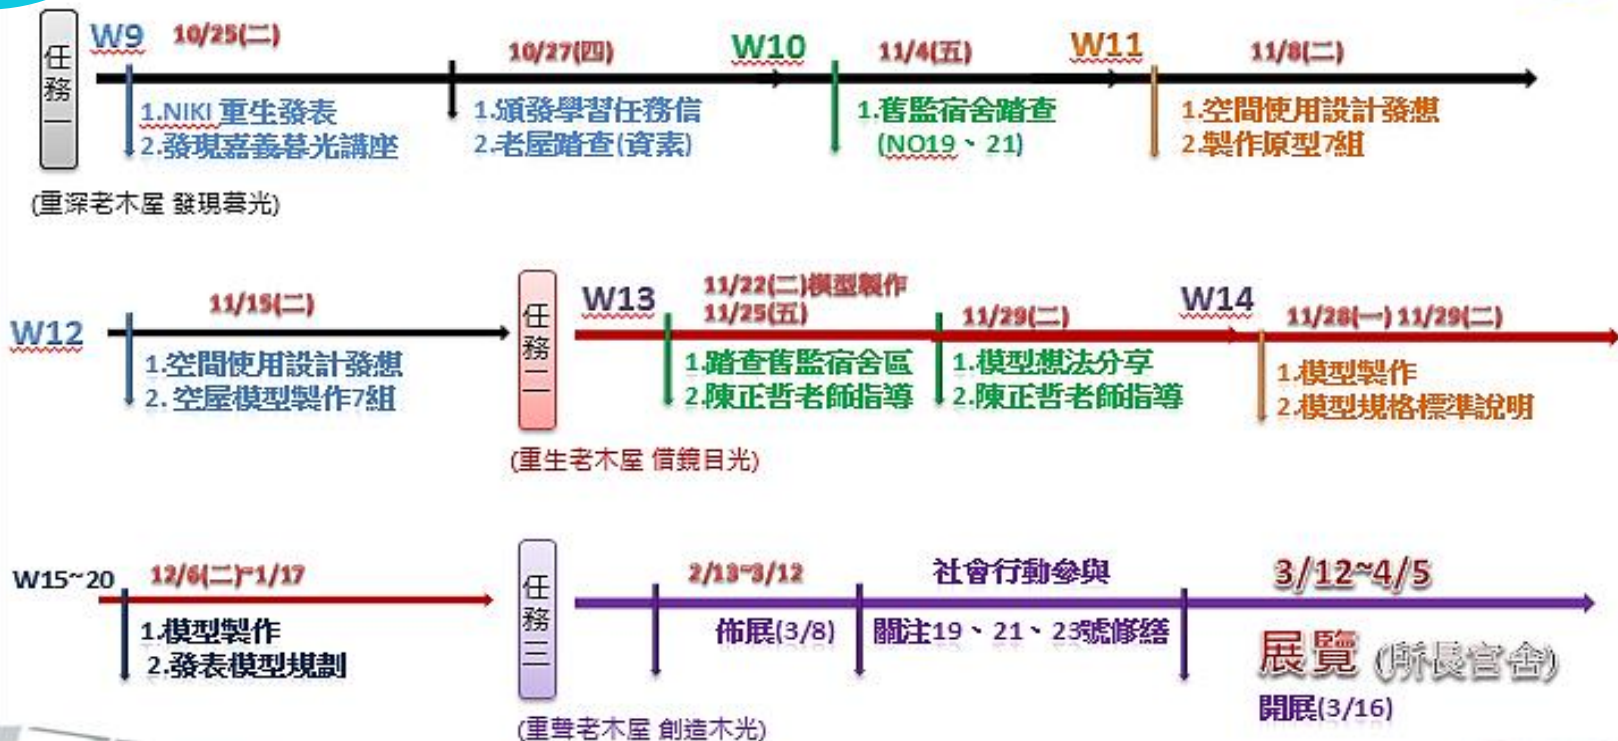 任務一
W9 10/25(二)
10/27(四)
W10 11/4(五)
W11 11/8(二)
1.NIKI 重生發表
2.發現嘉義暮光講座
1.頒發學習任務信
2.老屋踏查(資素)
1.舊監宿舍踏查
(NO19、21)
1.空間使用設計發想
2.製作原型7組
(重深老木屋 發現暮光)
W12 11/15(二)
1.空間使用設計發想
2. 空屋模型製作7組
任務二
W13
11/22(二)模型製作
11/25(五)
11/29(二)
W14 11/28(一) 11/29(二)
1.踏查舊監宿舍區
2.陳正哲老師指導
1.模型想法分享
2.陳正哲老師指導
1.模型製作
2.模型規格標準說明
(重生老木屋 借鏡目光)
W15~20 12/6(二)~1/17
1.模型製作
2.發表模型規劃
任務三
2/13~3/12
佈展(3/8)
社會行動參與
關注19、21、23號修繕
3/12~4/5
展覽 (所長官舍)
開展(3/16)
(重聲老木屋 創造木光)